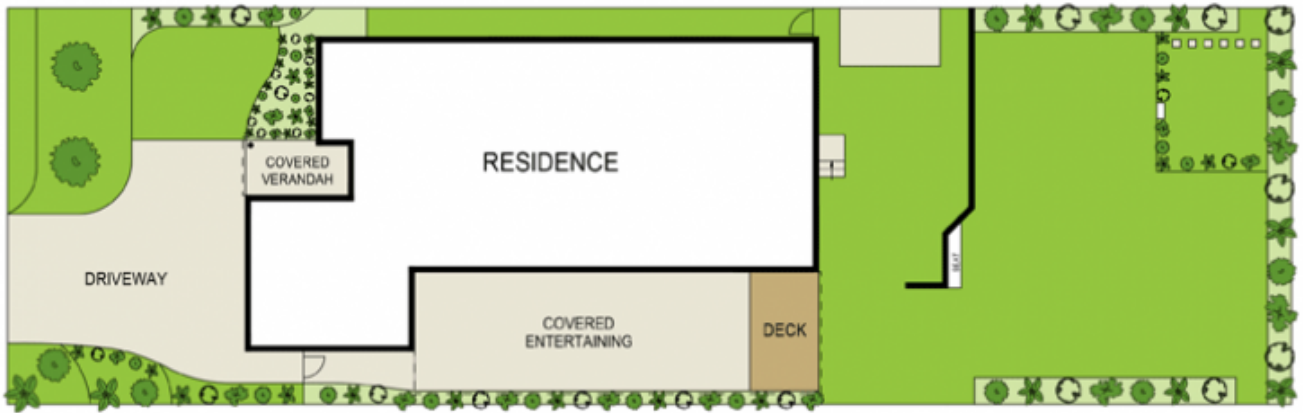 COVERED
VERANDAH
RESIDENCE
DRIVEWAY
SEAT
COVERED
ENTERTAINING
DECK